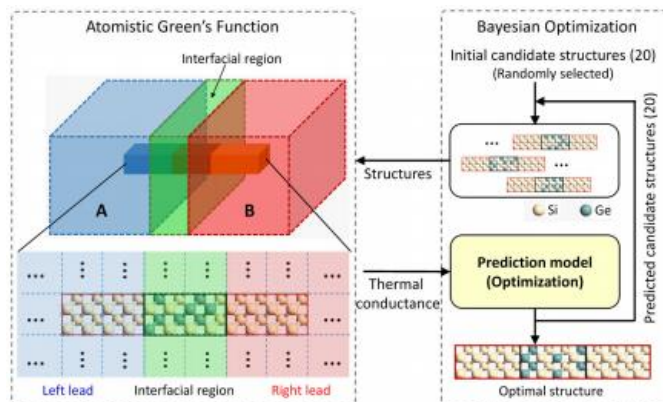 Atomistic Green's Function
Interfacial region
A
B
... ... ... ... ... ... ... ...
... ...
... ... ... ... ... ... ... ...
Left lead
Interfacial region
Right lead
Structures
Thermal
conductance
Bayesian Optimization
Initial candidate structures (20)
(Randomly selected)
...
...
Si
Ge
Predicted candidate structures (20)
Prediction model
(Optimization)
Optimal structure